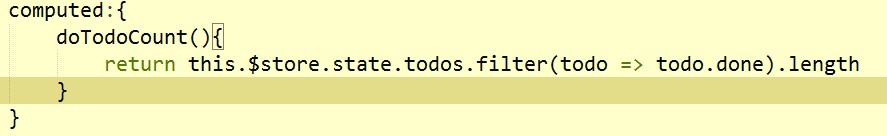 computed:{
    doTodoCount(){
        return this.$store.state.todos.filter(todo => todo.done).length
    }
}